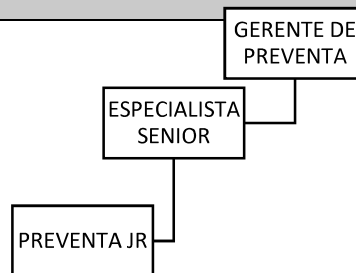 GERENTE DE
PREVENTA
ESPECIALISTA
SENIOR
PREVENTA JR